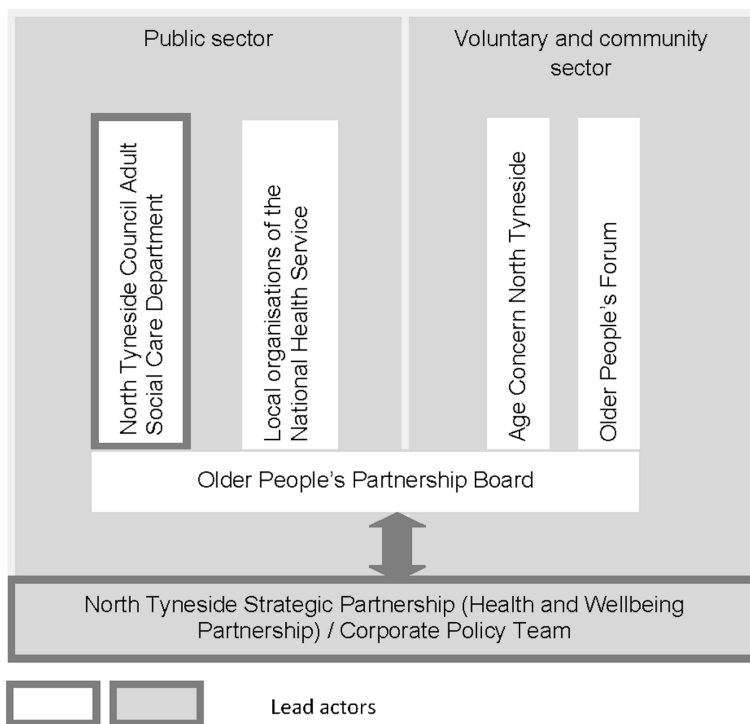 Public sector
Voluntary and community
sector
North Tyneside Council Adult
Social Care Department
Local organisations of the
National Health Service
Age Concern North Tyneside
Older People’s Forum
Older People’s Partnership Board
North Tyneside Strategic Partnership (Health and Wellbeing
Partnership) / Corporate Policy Team
Lead actors